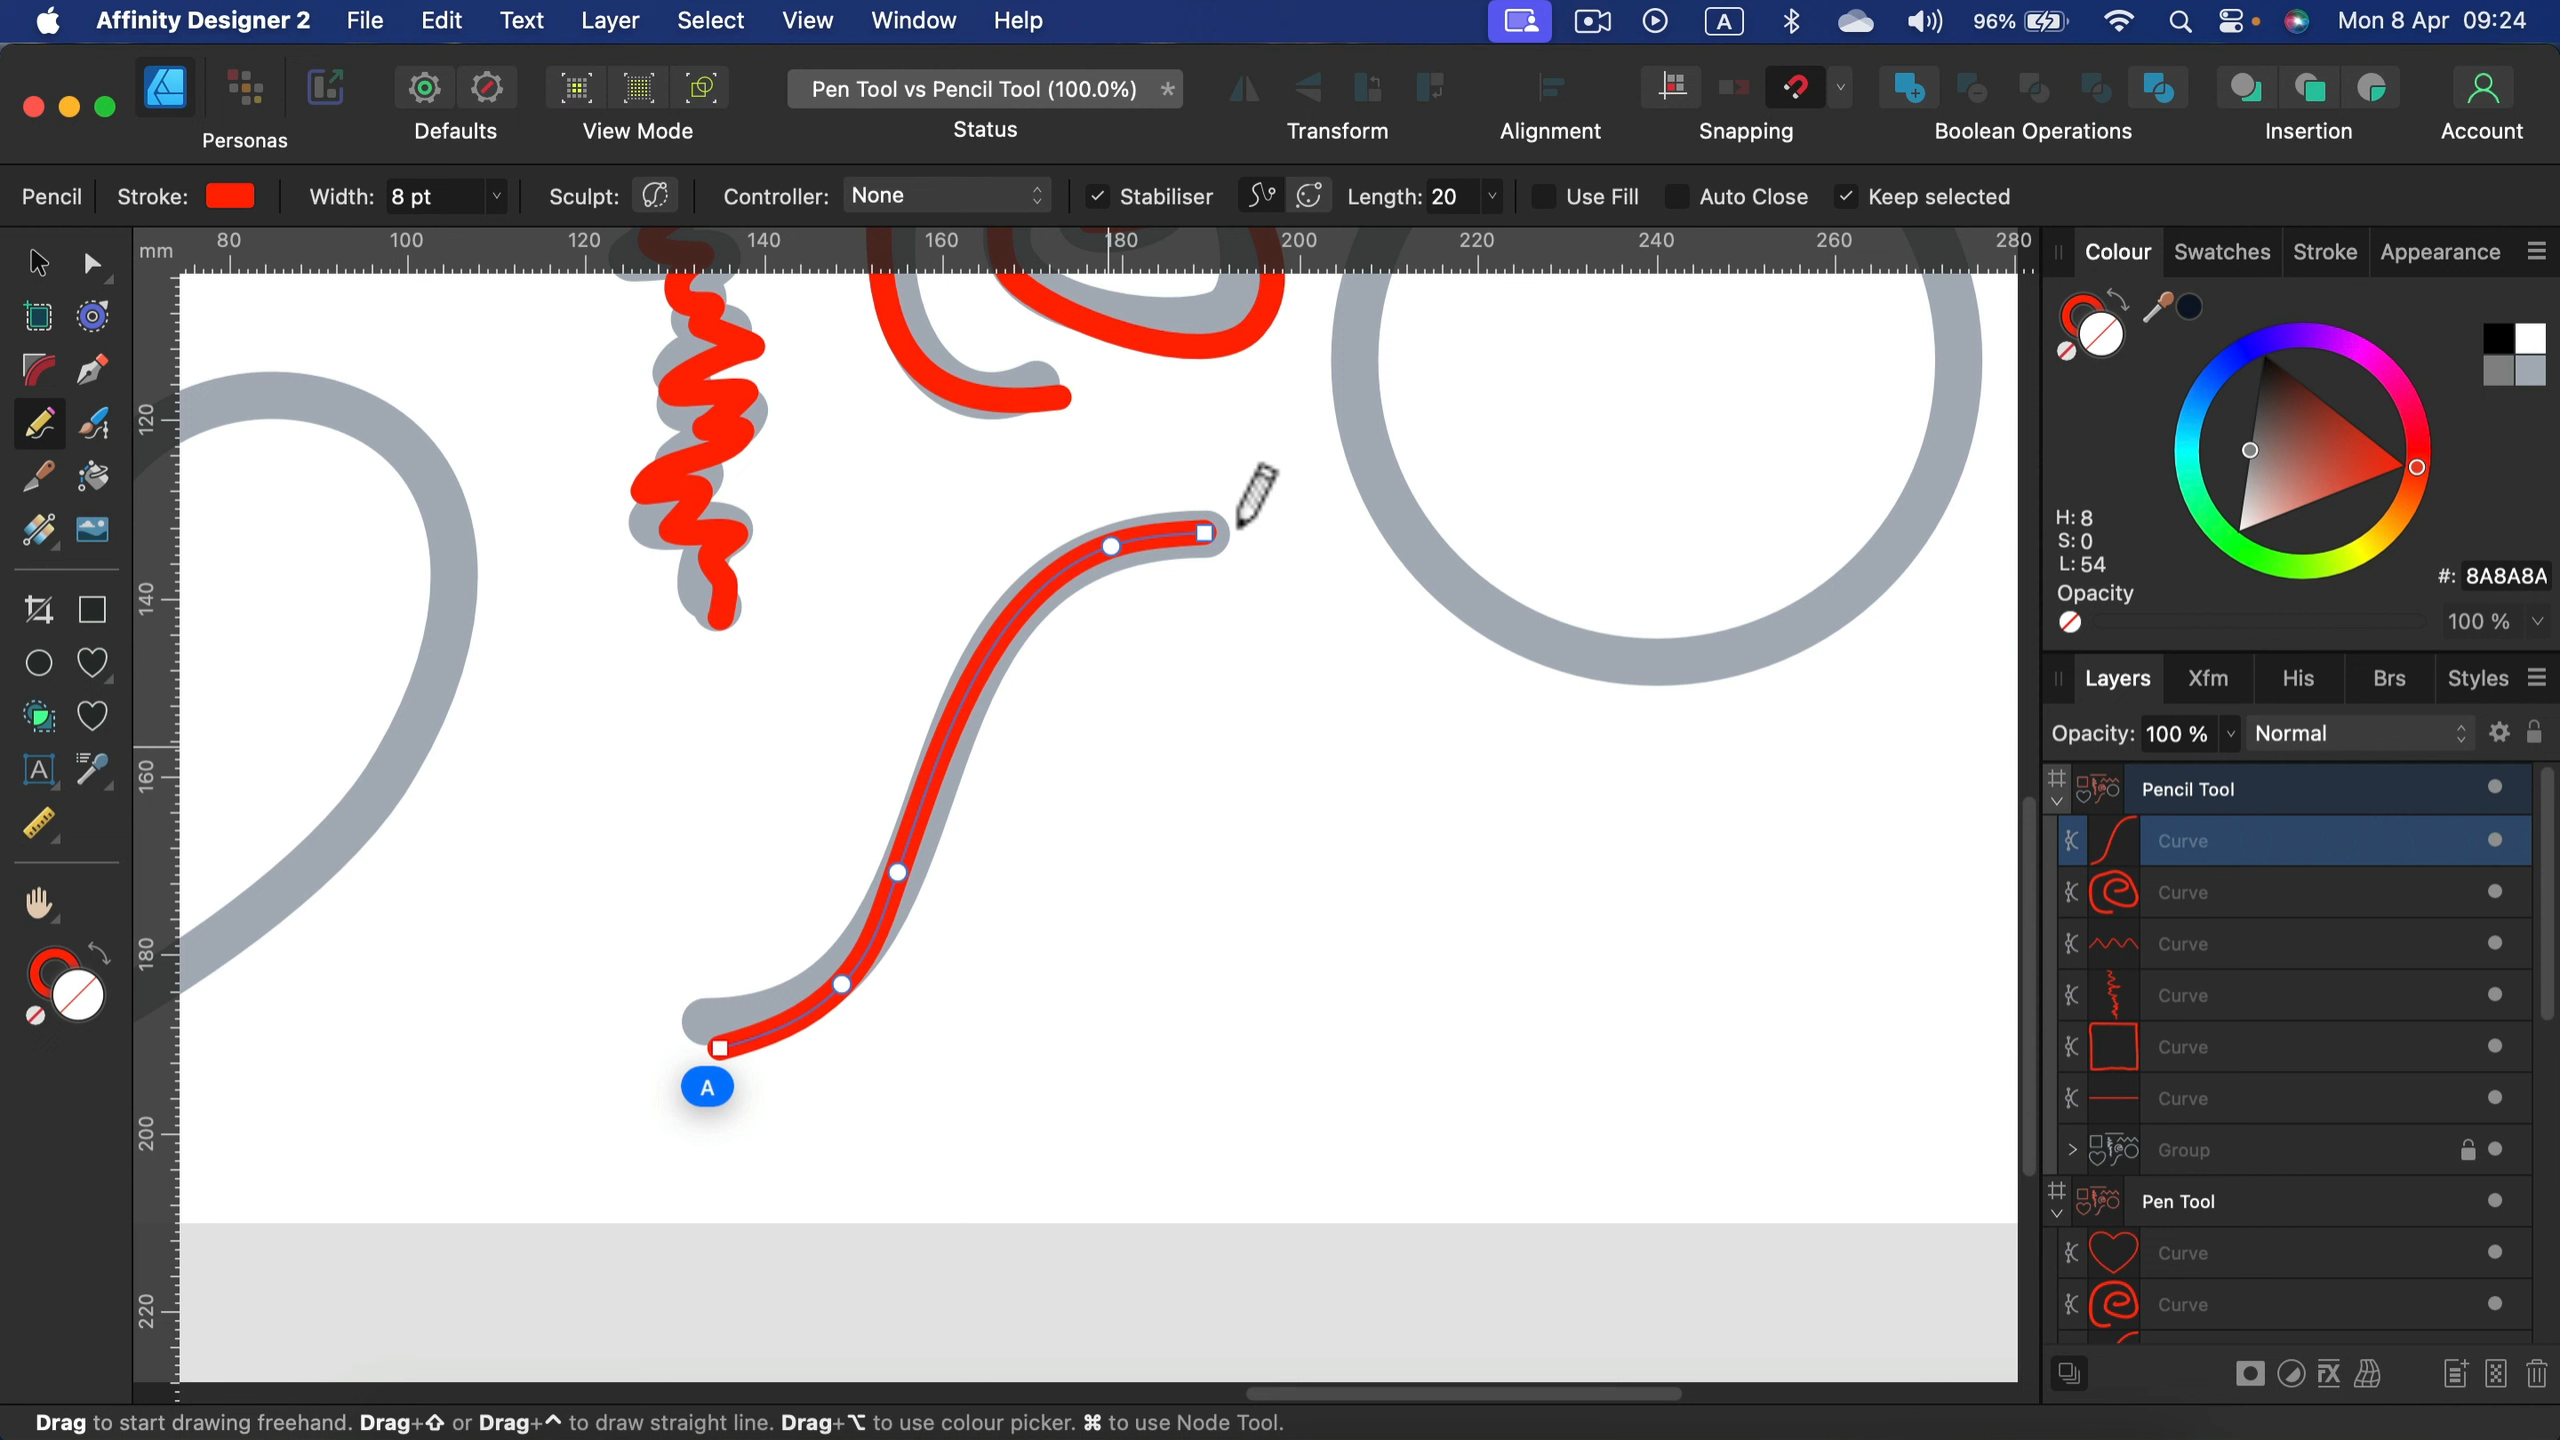 Affinity Designer 2 File Edit Text Layer Select View Window Help A 96% Mon 8 Apr 09:24
Pen Tool vs Pencil Tool (100.0%) *
Personas Defaults View Mode Status Transform Alignment Snapping Boolean Operations Insertion Account
Pencil Stroke: Width: 8 pt Sculpt: Controller: None Stabiliser Length: 20 Use Fill Auto Close Keep selected
mm 80 100 120 140 160 180 200 220 240 260 280
Colour Swatches Stroke Appearance
120
140
160
180
200
220
A
A
H: 8
S: 0
L: 54
#: 8A8A8A
Opacity
100 %
Layers Xfm His Brs Styles
Opacity: 100 % Normal
Pencil Tool
Curve
Curve
Curve
Curve
Curve
Curve
Group
Pen Tool
Curve
Curve
FX
Drag to start drawing freehand. Drag+⇧ or Drag+⌃ to draw straight line. Drag+⌥ to use colour picker. ⌘ to use Node Tool.